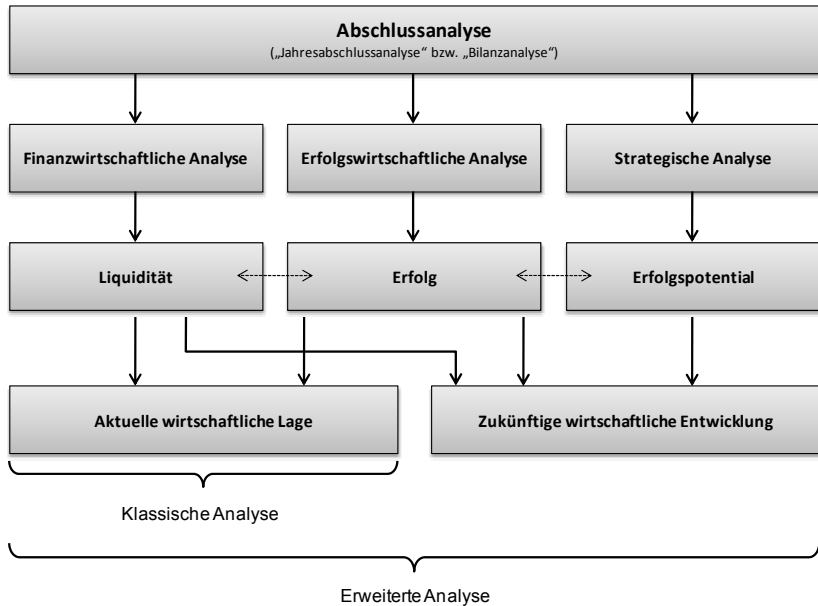 Abschlussanalyse
(„Jahresabschlussanalyse“ bzw. „Bilanzanalyse“)
Finanzwirtschaftliche Analyse
Erfolgswirtschaftliche Analyse
Strategische Analyse
Liquidität
Erfolg
Erfolgspotential
Aktuelle wirtschaftliche Lage
Zukünftige wirtschaftliche Entwicklung
Klassische Analyse
Erweiterte Analyse